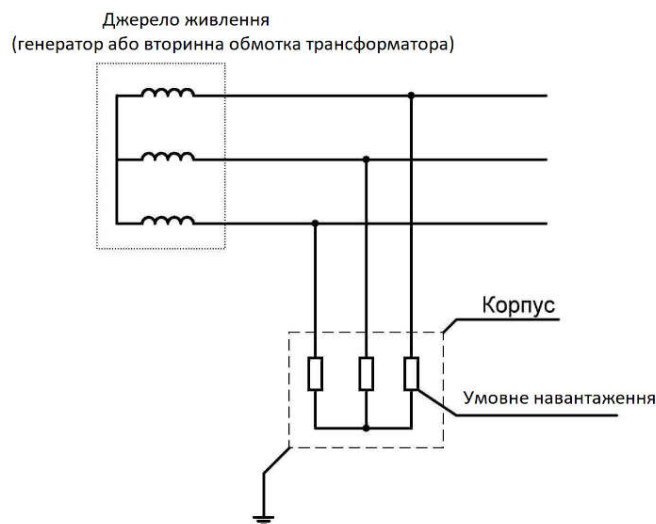 Джерело живлення
(генератор або вторинна обмотка трансформатора)
Корпус
Умовне навантаження